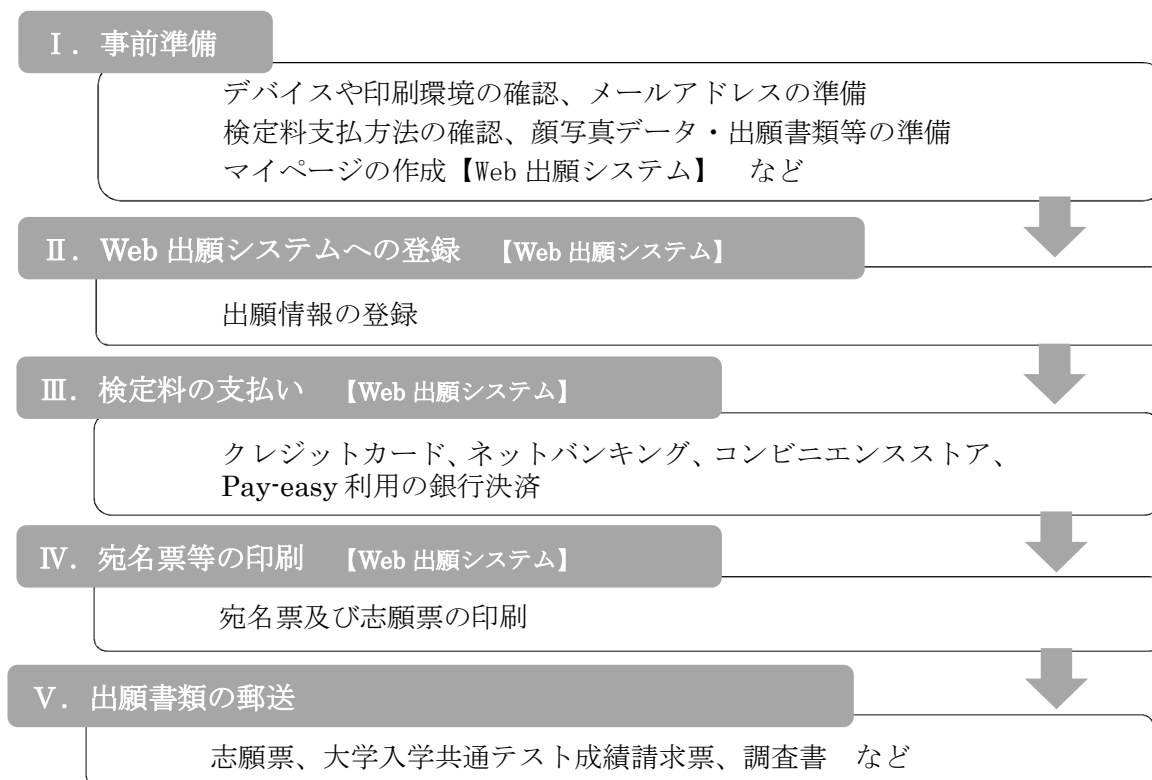 Ⅰ．事前準備
デバイスや印刷環境の確認、メールアドレスの準備
検定料支払方法の確認、顔写真データ・出願書類等の準備
マイページの作成【Web 出願システム】　など
Ⅱ．Web 出願システムへの登録　【Web 出願システム】
出願情報の登録
Ⅲ．検定料の支払い　【Web 出願システム】
クレジットカード、ネットバンキング、コンビニエンスストア、
Pay-easy 利用の銀行決済
Ⅳ．宛名票等の印刷　【Web 出願システム】
宛名票及び志願票の印刷
Ⅴ．出願書類の郵送
志願票、大学入学共通テスト成績請求票、調査書　など